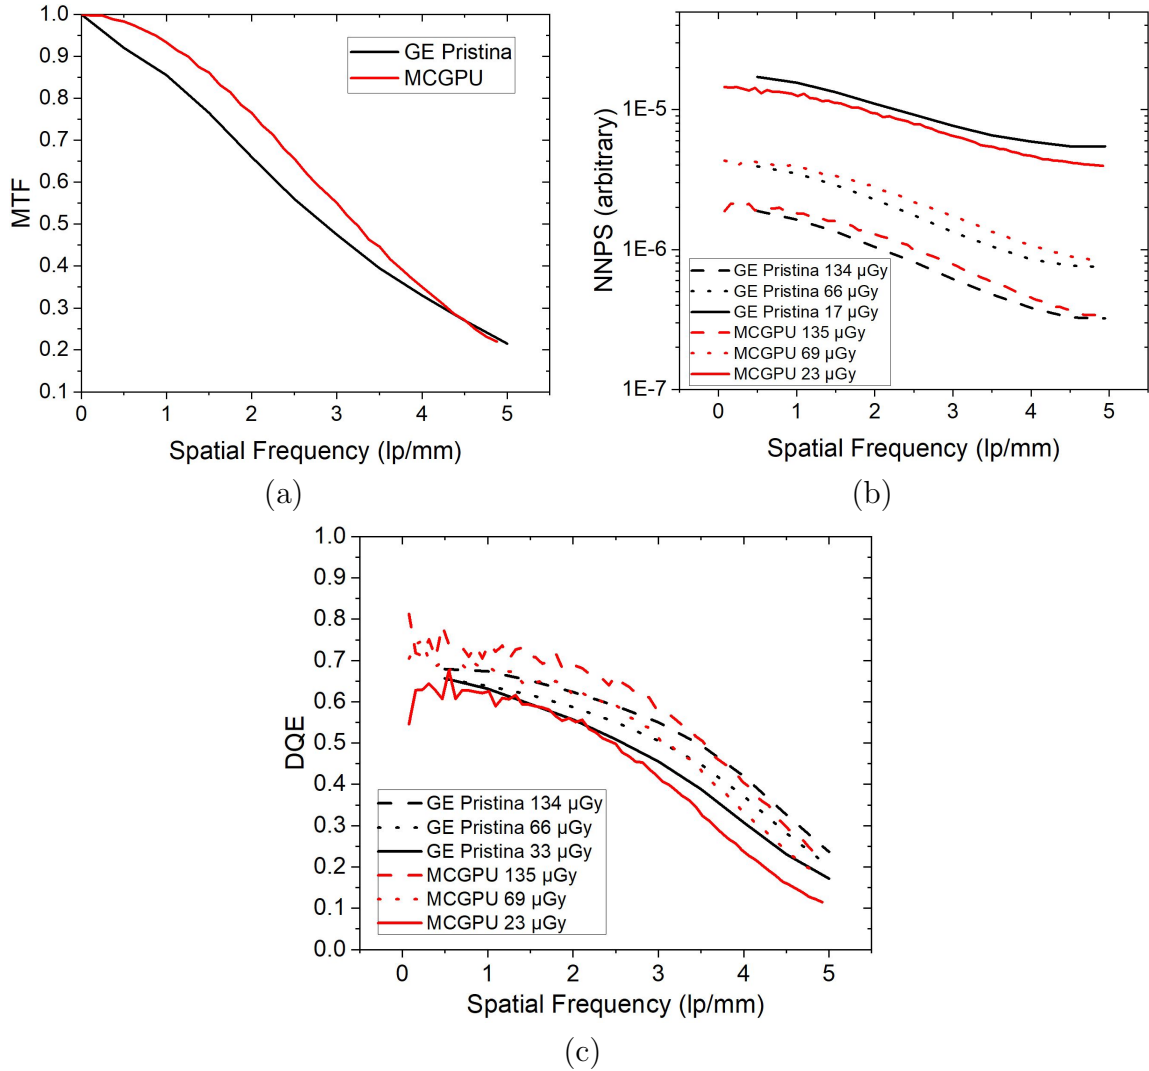 1.0
0.9
0.8
0.7
0.6
0.5
0.4
0.3
0.2
0.1
MTF
GE Pristina
MCGPU
0 1 2 3 4 5
Spatial Frequency (lp/mm)
(a)
1E-5
1E-6
1E-7
NNPS (arbitrary)
GE Pristina 134 µGy
GE Pristina 66 µGy
GE Pristina 17 µGy
MCGPU 135 µGy
MCGPU 69 µGy
MCGPU 23 µGy
0 1 2 3 4 5
Spatial Frequency (lp/mm)
(b)
1.0
0.9
0.8
0.7
0.6
0.5
0.4
0.3
0.2
0.1
0.0
DQE
GE Pristina 134 µGy
GE Pristina 66 µGy
GE Pristina 33 µGy
MCGPU 135 µGy
MCGPU 69 µGy
MCGPU 23 µGy
0 1 2 3 4 5
Spatial Frequency (lp/mm)
(c)